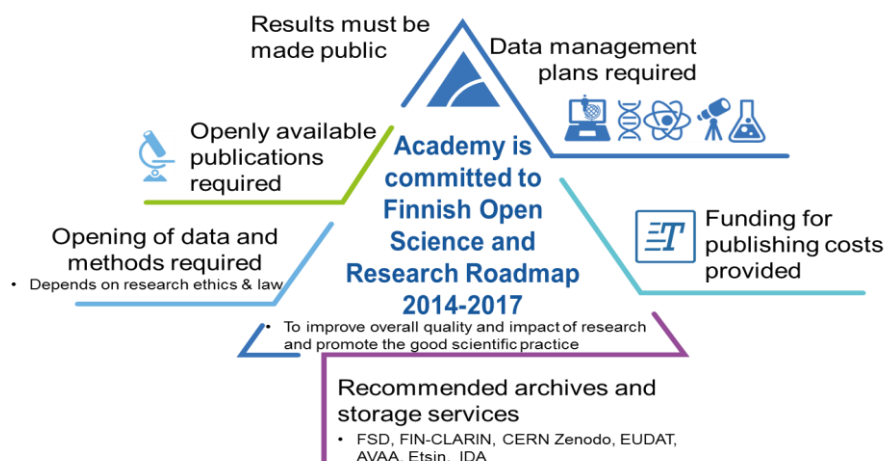 Results must be
made public
Data management
plans required
Openly available
publications
required
Academy is
committed to
Finnish Open
Science and
Research Roadmap
2014-2017
• To improve overall quality and impact of research
and promote the good scientific practice
Opening of data and
methods required
• Depends on research ethics & law
T
Funding for
publishing costs
provided
Recommended archives and
storage services
• FSD, FIN-CLARIN, CERN Zenodo, EUDAT,
AVAA, Etsin, IDA